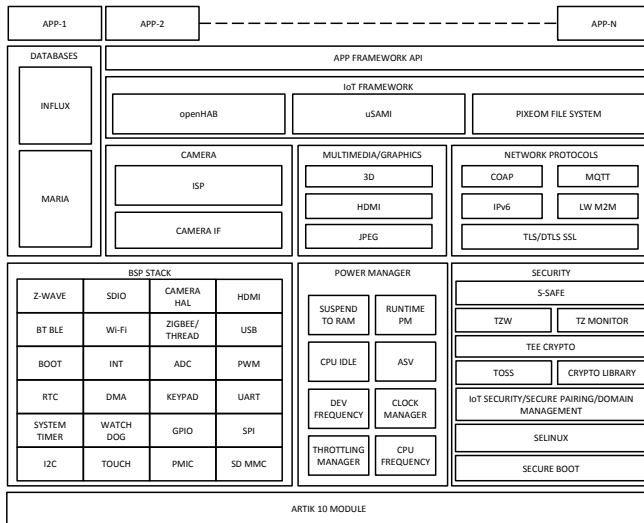 APP-1
APP-2
APP-N
DATABASES
INFLUX
MARIA
APP FRAMEWORK API
IoT FRAMEWORK
openHAB
uSAMI
PIXEOM FILE SYSTEM
CAMERA
ISP
CAMERA IF
MULTIMEDIA/GRAPHICS
3D
HDMI
JPEG
NETWORK PROTOCOLS
COAP
MQTT
IPv6
LW M2M
TLS/DTLS SSL
BSP STACK
Z-WAVE
SDIO
CAMERA
HAL
HDMI
BT BLE
Wi-Fi
ZIGBEE/
THREAD
USB
BOOT
INT
ADC
PWM
RTC
DMA
KEYPAD
UART
SYSTEM
TIMER
WATCH
DOG
GPIO
SPI
I2C
TOUCH
PMIC
SD MMC
POWER MANAGER
SUSPEND
TO RAM
RUNTIME
PM
CPU IDLE
ASV
DEV
FREQUENCY
CLOCK
MANAGER
THROTTLING
MANAGER
CPU
FREQUENCY
SECURITY
S-SAFE
TZW
TZ MONITOR
TEE CRYPTO
TOSS
CRYPTO LIBRARY
IoT SECURITY/SECURE PAIRING/DOMAIN
MANAGEMENT
SELINUX
SECURE BOOT
ARTIK 10 MODULE